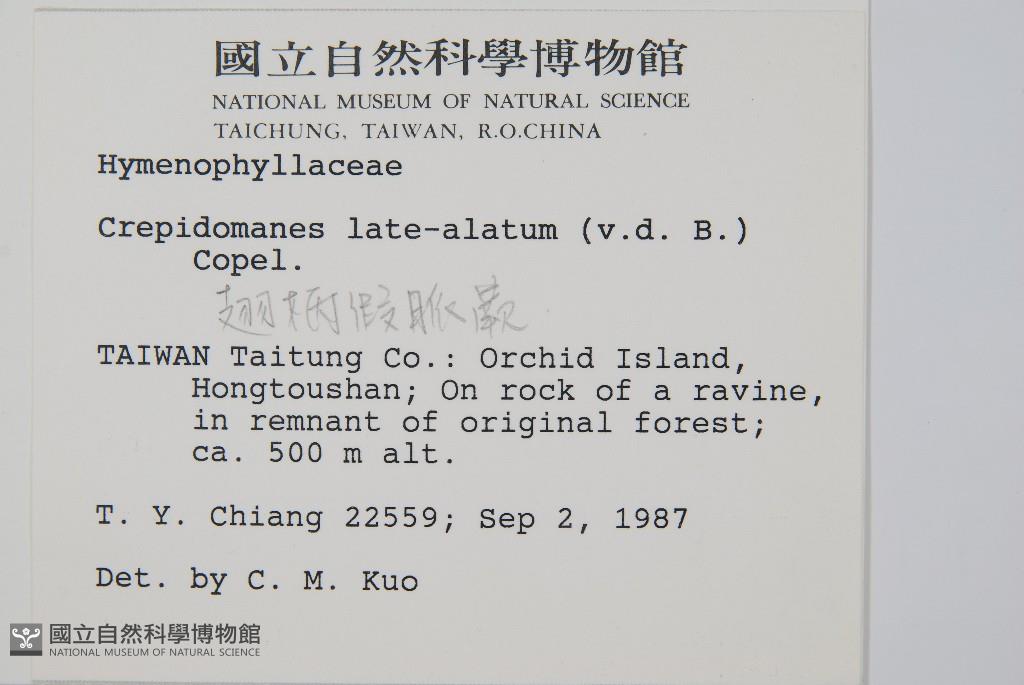 國立自然科學博物館
NATIONAL MUSEUM OF NATURAL SCIENCE
TAICHUNG, TAIWAN, R.O.CHINA
Hymenophyllaceae
Crepidomanes late-alatum (v.d. B.)
Copel.
翅柄假脈蕨
TAIWAN Taitung Co.: Orchid Island,
Hongtoushan; On rock of a ravine,
in remnant of original forest;
ca. 500 m alt.
T. Y. Chiang 22559; Sep 2, 1987
Det. by C. M. Kuo
國立自然科學博物館
NATIONAL MUSEUM OF NATURAL SCIENCE